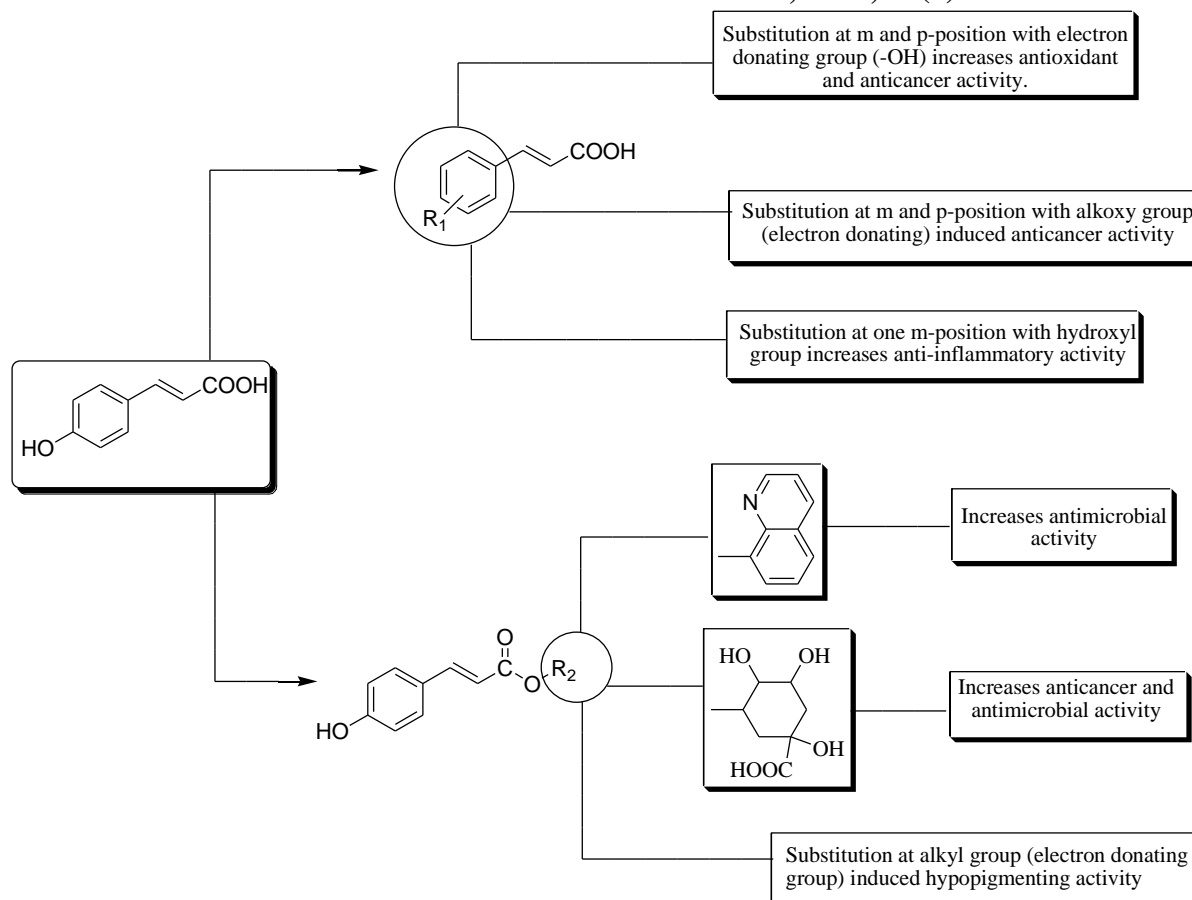 Substitution at m and p-position with electron
donating group (-OH) increases antioxidant
and anticancer activity.
COOH
R1
Substitution at m and p-position with alkoxy group
(electron donating) induced anticancer activity
Substitution at one m-position with hydroxyl
group increases anti-inflammatory activity
COOH
HO
N
Increases antimicrobial
activity
O
C
O
R2
HO
HO
OH
OH
HOOC
Increases anticancer and
antimicrobial activity
Substitution at alkyl group (electron donating
group) induced hypopigmenting activity